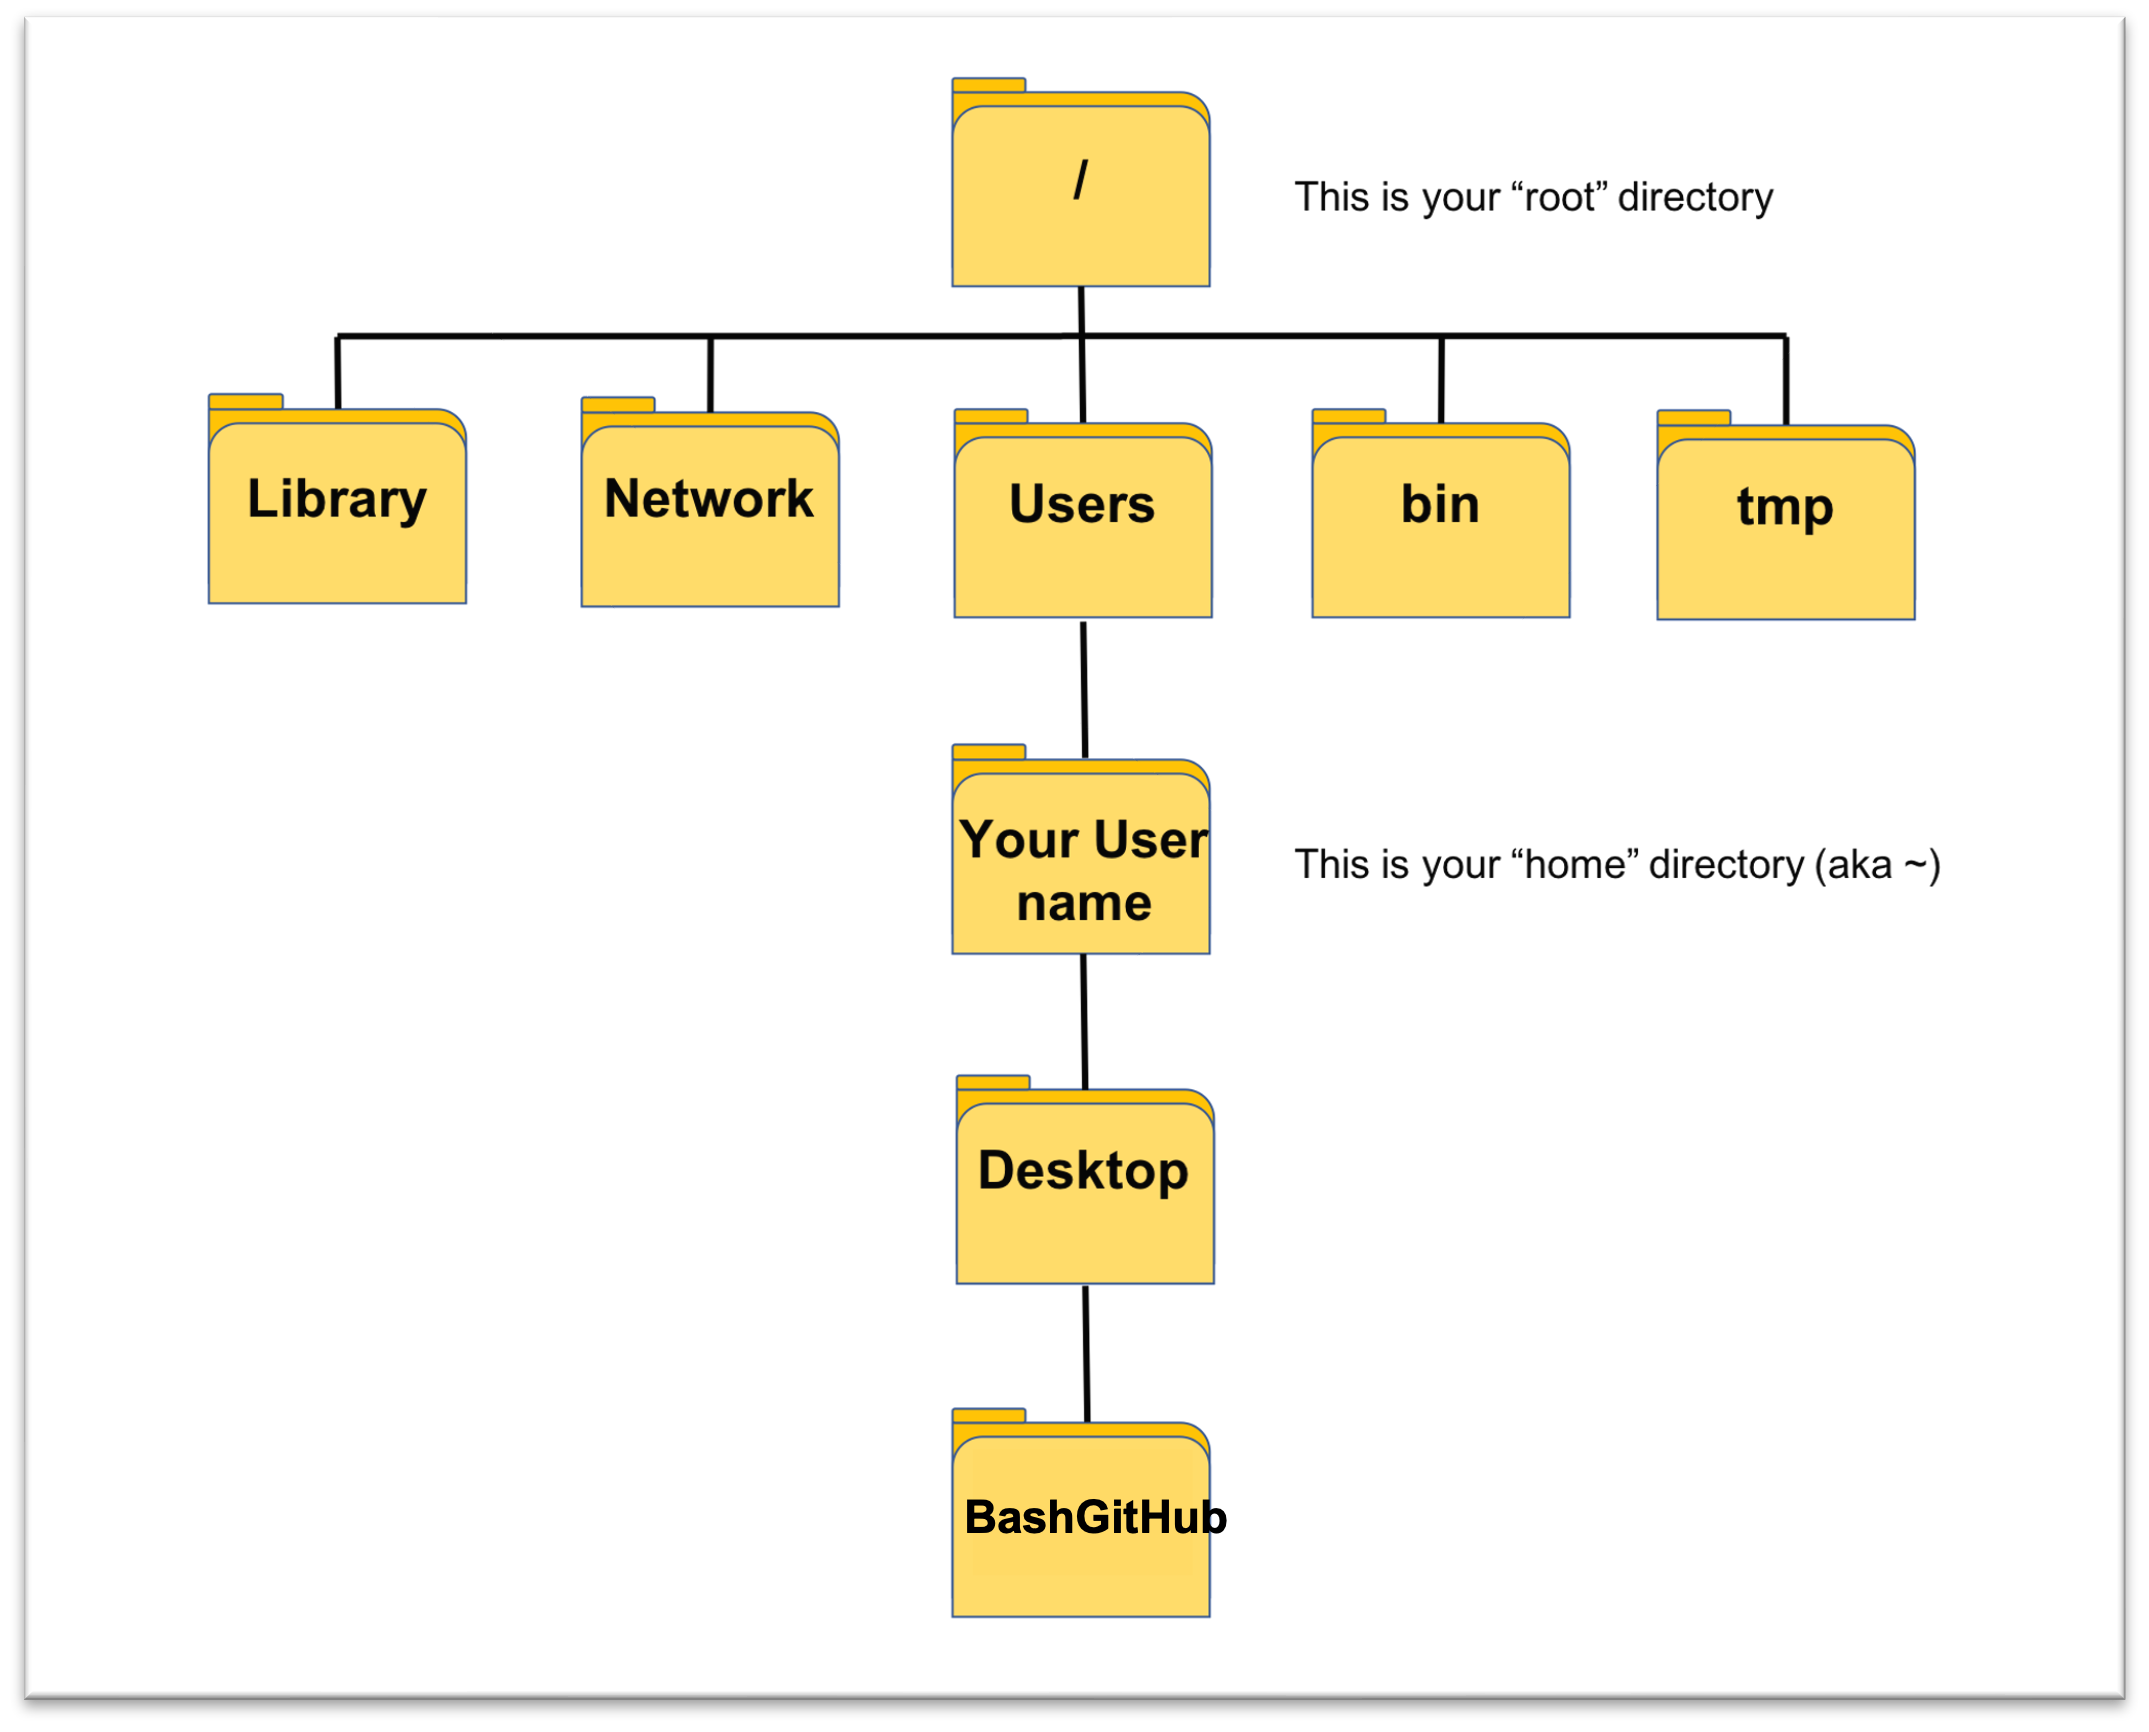 /
This is your “root” directory
Library
Network
Users
bin
tmp
Your User
name
This is your “home” directory (aka ~)
Desktop
BashGitHub